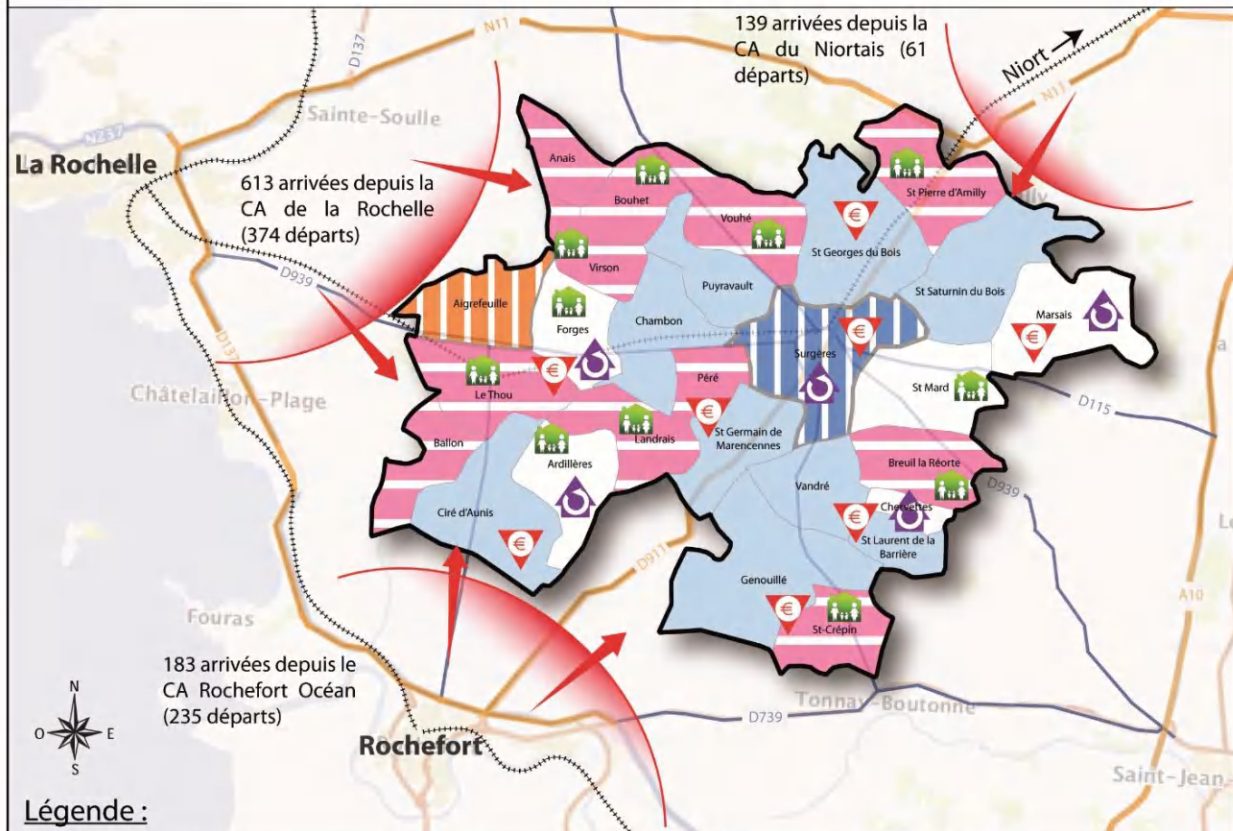 139 arrivées depuis la
CA du Niortais (61
départs)
N11
D137
Niort
N11
Sainte-Soulle
N237
La Rochelle
613 arrivées depuis la
CA de la Rochelle
(374 départs)
Anais
Bouhet
Vouhé
St Pierre d'Amilly
St Georges du Bois
Virson
D939
Puyravault
St Saturnin du Bois
Aigrefeuille
Forges
Chambon
Marsais
€
€
D137
Surgères
Châtelaillon-Plage
Le Thou
€
Péré
St Mard
D115
€
Ballon
Landrais
St Germain de
Marencennes
Ardillères
Breuil la Réorte
Vandré
D939
Ciré d'Aunis
€
€
Chervettes
St Laurent de la
Barrière
D911
Genouillé
A10
Fouras
€
St-Crépin
183 arrivées depuis le
CA Rochefort Océan
(235 départs)
Tonnay-Boutonne
N
O
E
S
D739
Rochefort
Saint-Jean-
Légende :